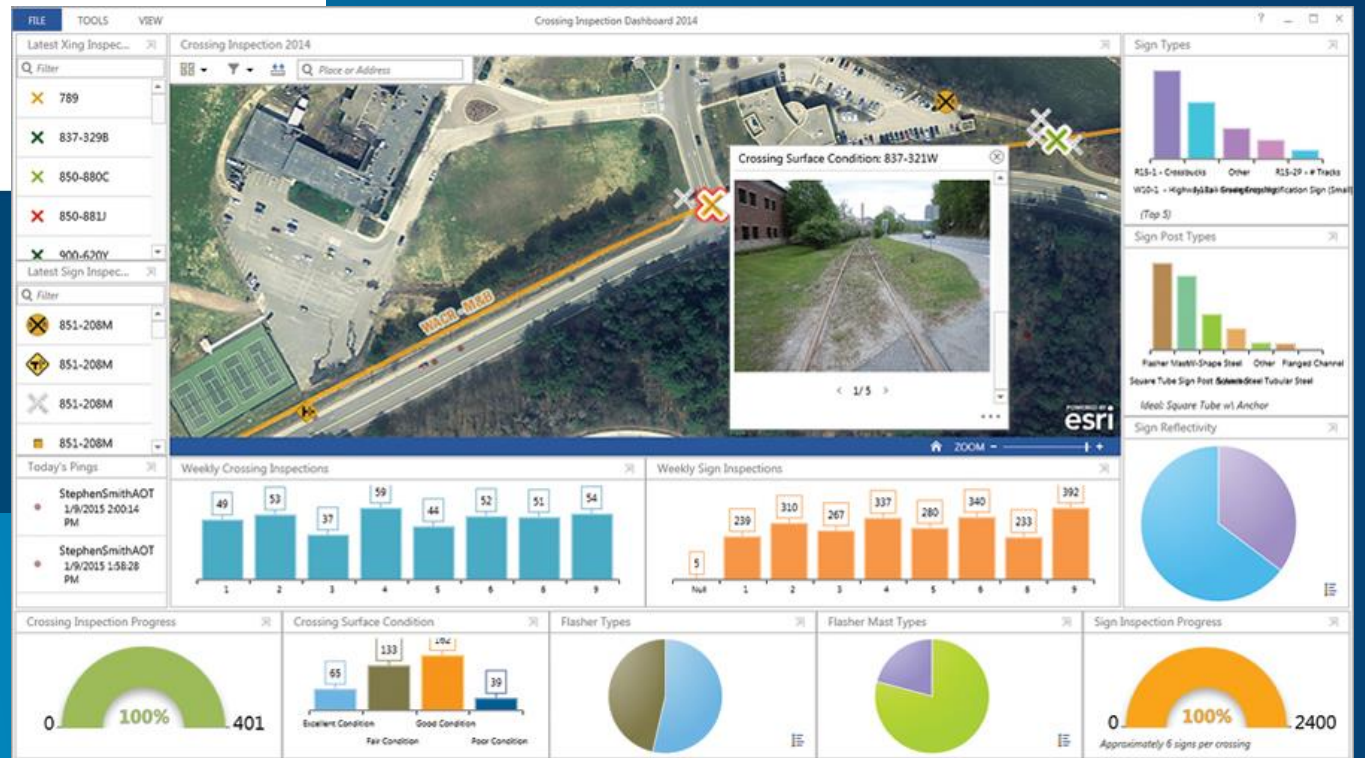 FILE TOOLS VIEW
Crossing Inspection Dashboard 2014
Latest Xing Inspec...
Filter
789
837-329B
850-880C
850-881J
900-620Y
Latest Sign Inspec...
Filter
851-208M
851-208M
851-208M
851-208M
Today's Pings
StephenSmithAOT
1/9/2015 2:00:14
PM
StephenSmithAOT
1/9/2015 1:58:28
PM
Crossing Inspection 2014
Place or Address
WACR - M&B
Crossing Surface Condition: 837-321W
1/5
POWERED BY
esri
ZOOM
Weekly Crossing Inspections
49 53 37 59 44 52 51 54
1 2 3 4 5 6 8 9
Weekly Sign Inspections
5 239 310 267 337 280 340 233 392
Null 1 2 3 4 5 6 8 9
Sign Types
R15-1 - Crossbucks Other R15-2P - # Tracks
W10-1 - Highway Notification Sign (Small)
(Top 5)
Sign Post Types
Flasher Mast W-Shape Steel Other Flanged Channel
Square Tube Sign Post Steel Tubular Steel
Ideal: Square Tube w\ Anchor
Sign Reflectivity
Crossing Inspection Progress
100%
0 401
Crossing Surface Condition
65 133 162 39
Excellent Condition Good Condition
Fair Condition Poor Condition
Flasher Types
Flasher Mast Types
Sign Inspection Progress
100%
0 2400
Approximately 6 signs per crossing